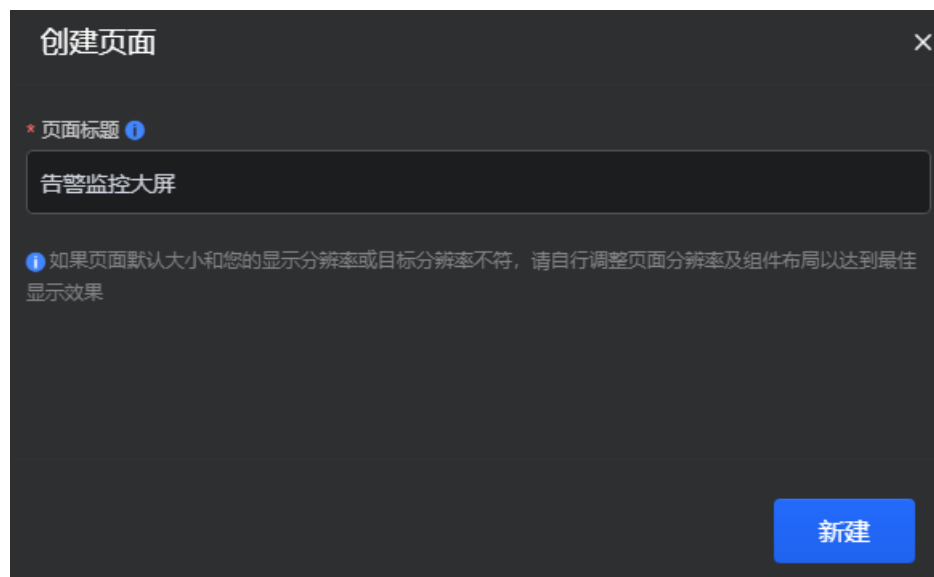 创建页面
* 页面标题
告警监控大屏
如果页面默认大小和您的显示分辨率或目标分辨率不符，请自行调整页面分辨率及组件布局以达到最佳
显示效果
新建